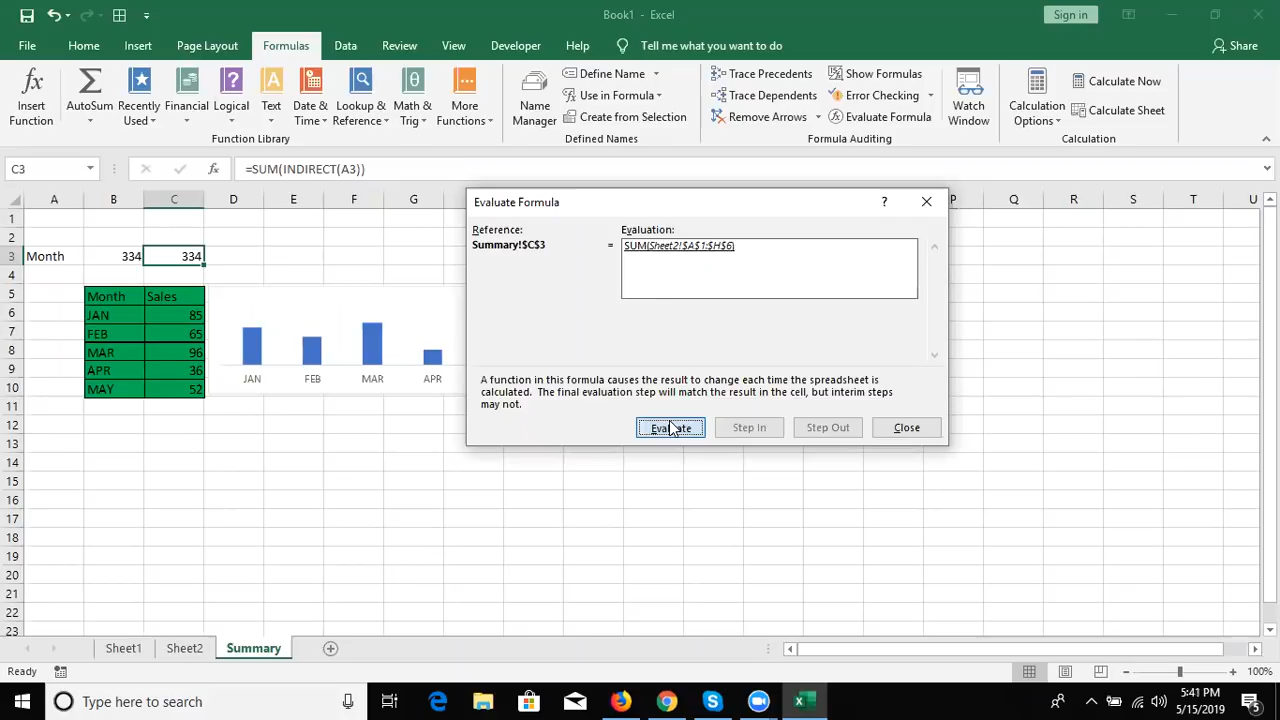 Book1 - Excel
Sign in
File Home Insert Page Layout Formulas Data Review View Developer Help Tell me what you want to do Share
Insert Function
AutoSum
Recently Used
Financial
Logical
Text
Date & Time
Lookup & Reference
Math & Trig
More Functions
Function Library
Name Manager
Define Name
Use in Formula
Create from Selection
Defined Names
Trace Precedents
Trace Dependents
Remove Arrows
Show Formulas
Error Checking
Evaluate Formula
Formula Auditing
Watch Window
Calculation Options
Calculate Now
Calculate Sheet
Calculation
C3 fx =SUM(INDIRECT(A3))
A B C D E F G P Q R S T U
1
2
3 Month 334 334
4
5 Month Sales
6 JAN 85
7 FEB 65
8 MAR 96
9 APR 36
10 MAY 52
11
12
13
14
15
16
17
18
19
20
21
22
23
JAN FEB MAR APR
Evaluate Formula ?
Reference: Evaluation:
Summary!$C$3 = SUM(Sheet2!$A$1:$H$6)
A function in this formula causes the result to change each time the spreadsheet is
calculated. The final evaluation step will match the result in the cell, but interim steps
may not.
Evaluate Step In Step Out Close
Sheet1 Sheet2 Summary
Ready 100%
Type here to search
5:41 PM
5/15/2019
5